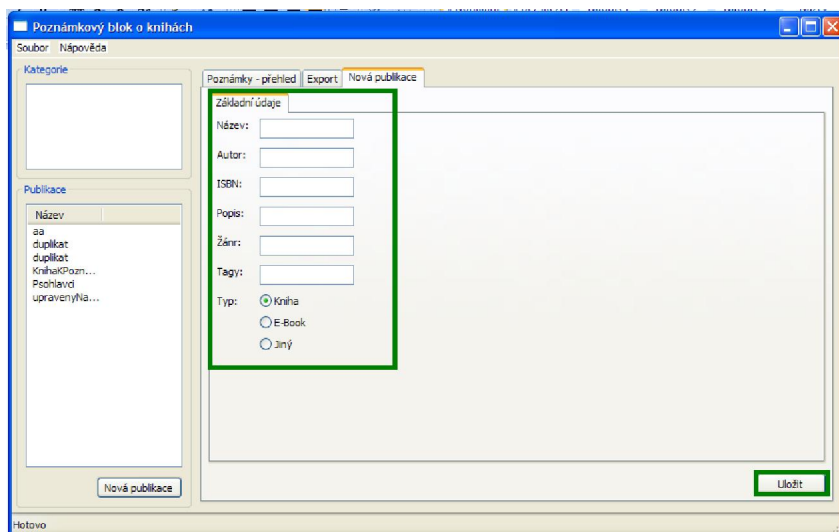 Poznámkový blok o knihách
Soubor Nápověda
Kategorie
Poznámky - přehled Export Nová publikace
Základní údaje
Název:
Autor:
ISBN:
Popis:
Žánr:
Tagy:
Typ: Kniha
E-Book
Jiný
Publikace
Název
aa
duplikat
duplikat
KnihaKPozn...
Psohlavci
upravenyNa...
Nová publikace
Uložit
Hotovo